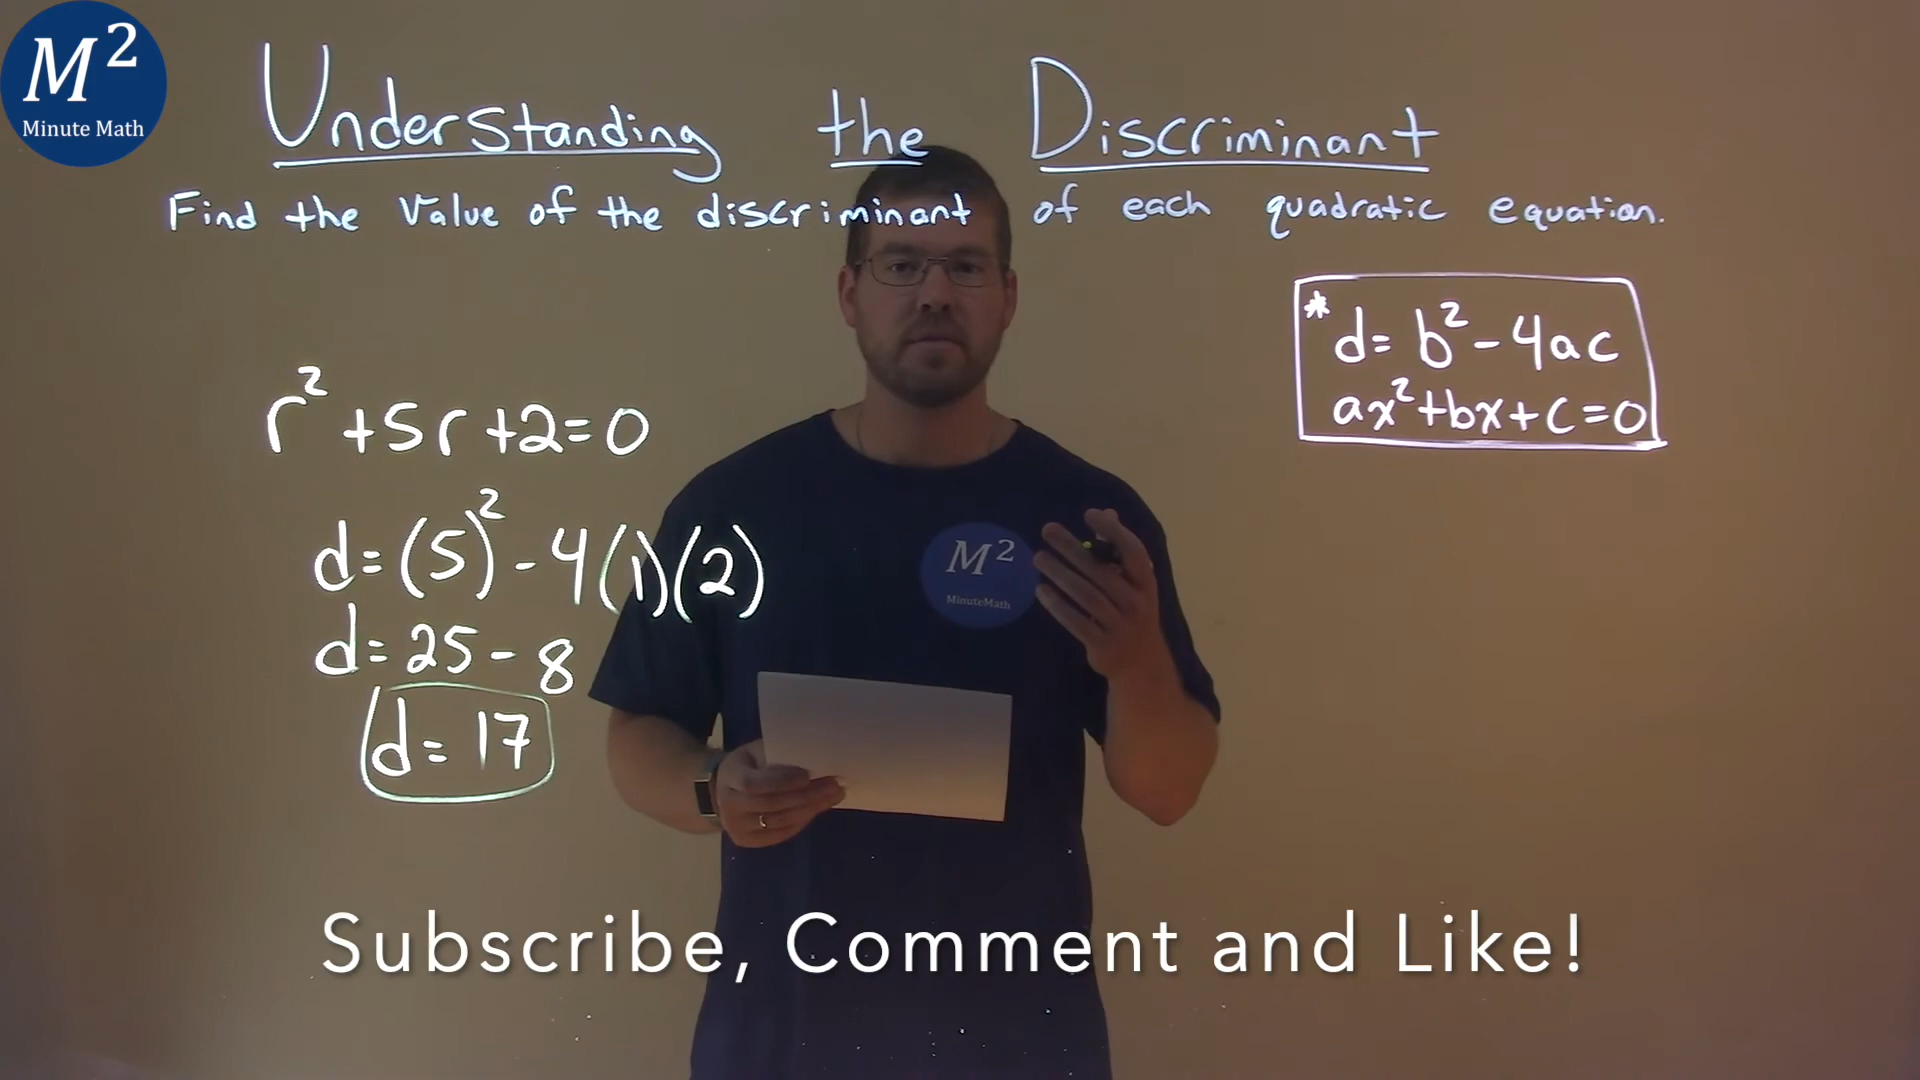 M²
Minute Math
Understanding the Discriminant
Find the value of the discriminant of each quadratic equation.
* d = b² - 4ac
ax² + bx + c = 0
r² + 5r + 2 = 0
d = (5)² - 4(1)(2)
d = 25 - 8
d = 17
M²
MinuteMath
Subscribe, Comment and Like!